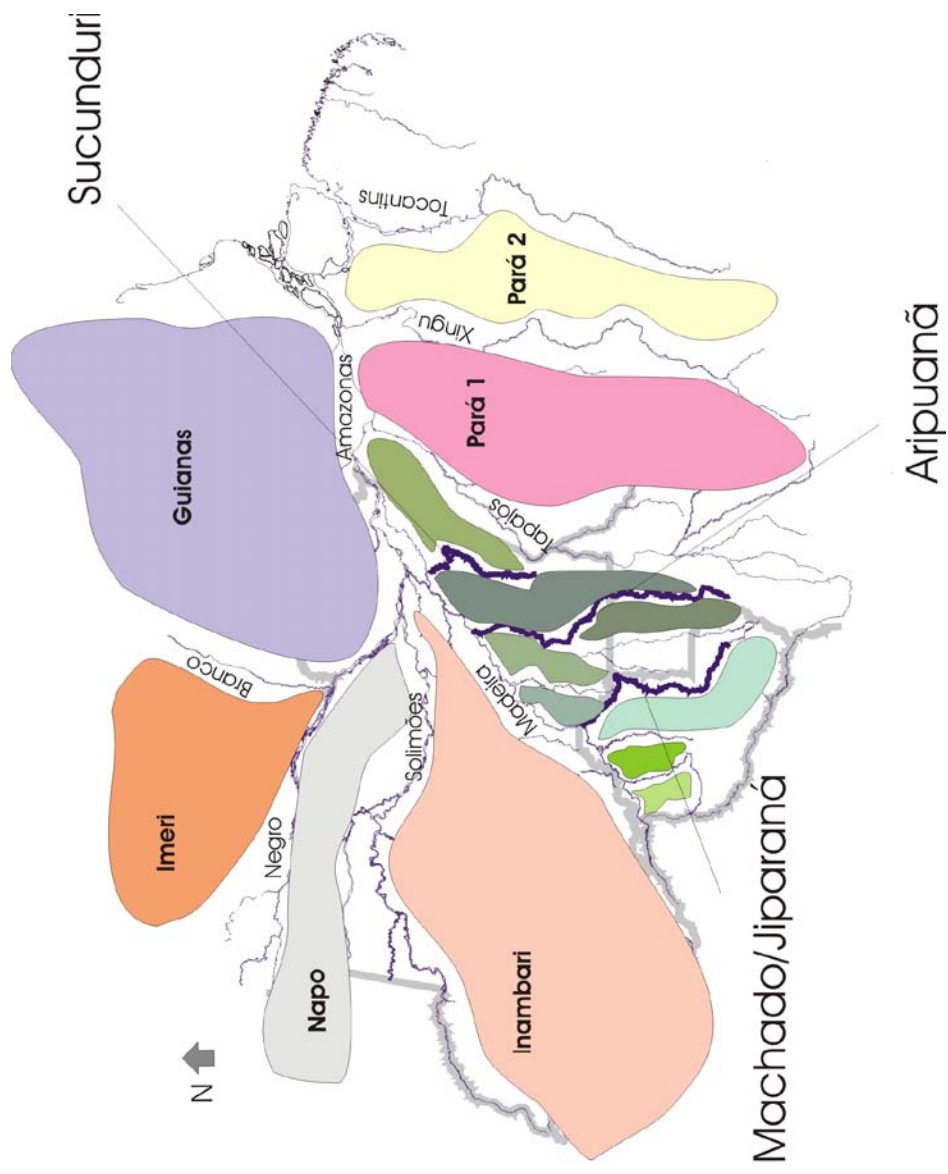 Sucunduri
Tocantins
Guianas
Pará 2
Xingu
Amazonas
Pará 1
Aripuanã
Tapajós
Branco
Imeri
Solimões
Madeira
Negro
Machado/Jiparaná
Napo
Inambari
N